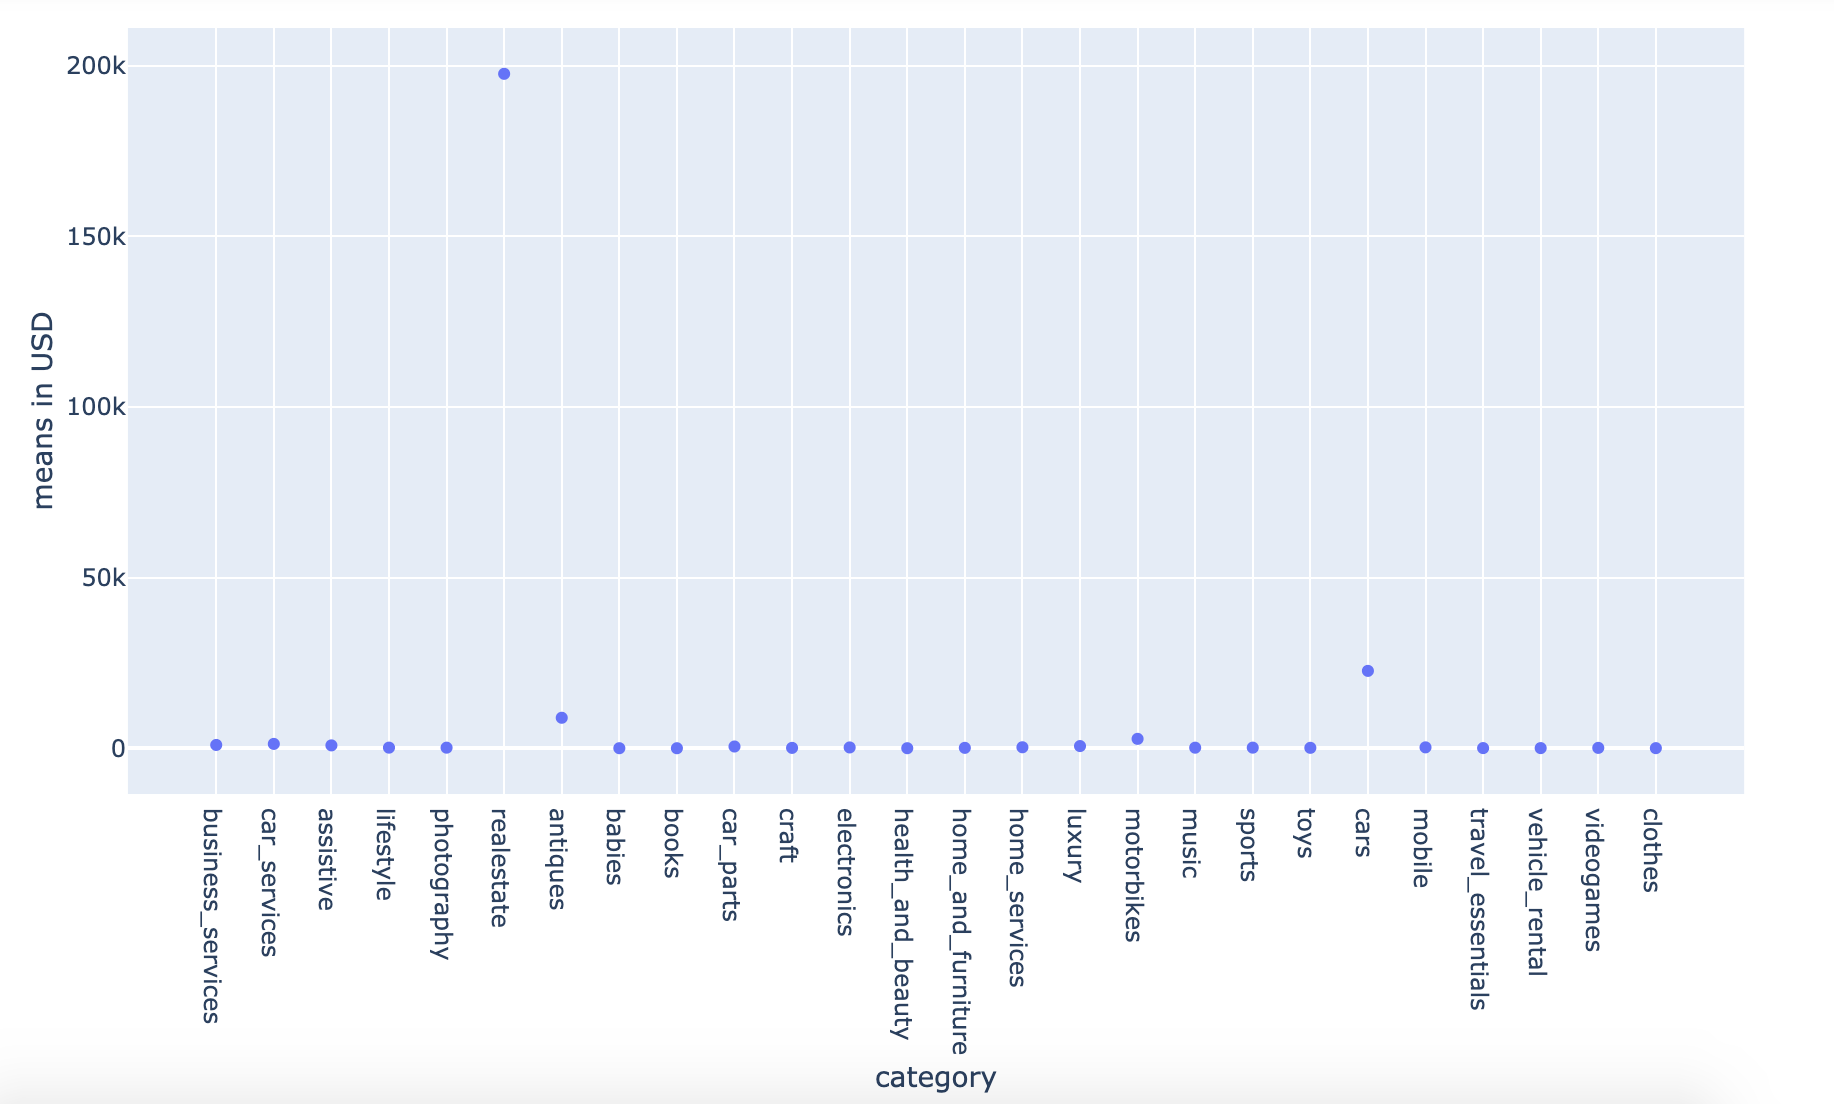 200k
150k
100k
50k
0
means in USD
business_services
car_services
assistive
lifestyle
photography
realestate
antiques
babies
books
car_parts
craft
electronics
health_and_beauty
home_and_furniture
home_services
luxury
motorbikes
music
sports
toys
cars
mobile
travel_essentials
vehicle_rental
videogames
clothes
category